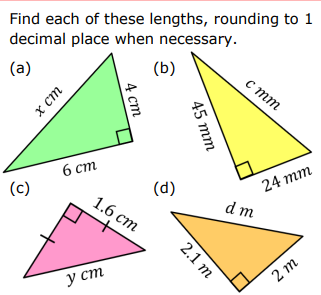 Find each of these lengths, rounding to 1
decimal place when necessary.
(a)
x cm
4 cm
6 cm
(b)
c mm
45 mm
24 mm
(c)
1.6 cm
y cm
(d)
d m
2.1 m
2 m